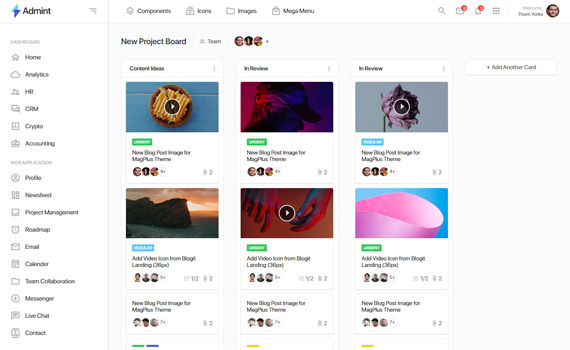 Admint
Components
Icons
Images
Mega Menu
Welcome,
Thom Yorke
DASHBOARD
Home
Analytics
HR
CRM
Crypto
Accounting
WEB APPLICATION
Profile
Newsfeed
Project Management
Roadmap
Email
Calender
Team Collaboration
Messenger
Live Chat
Contact
New Project Board
Team
+
Content Ideas
URGENT
New Blog Post Image for
MagPlus Theme
4+
2
REGULAR
Add Video Icon from Blogit
Landing (36px)
5+
1/2
2
New Blog Post Image for
MagPlus Theme
7+
2
In Review
URGENT
New Blog Post Image for
MagPlus Theme
4+
2
URGENT
Add Video Icon from Blogit
Landing (36px)
5+
1/2
2
New Blog Post Image for
MagPlus Theme
7+
2
In Review
REGULAR
New Blog Post Image for
MagPlus Theme
4+
2
URGENT
Add Video Icon from Blogit
Landing (36px)
5+
1/2
2
New Blog Post Image for
MagPlus Theme
7+
2
+ Add Another Card